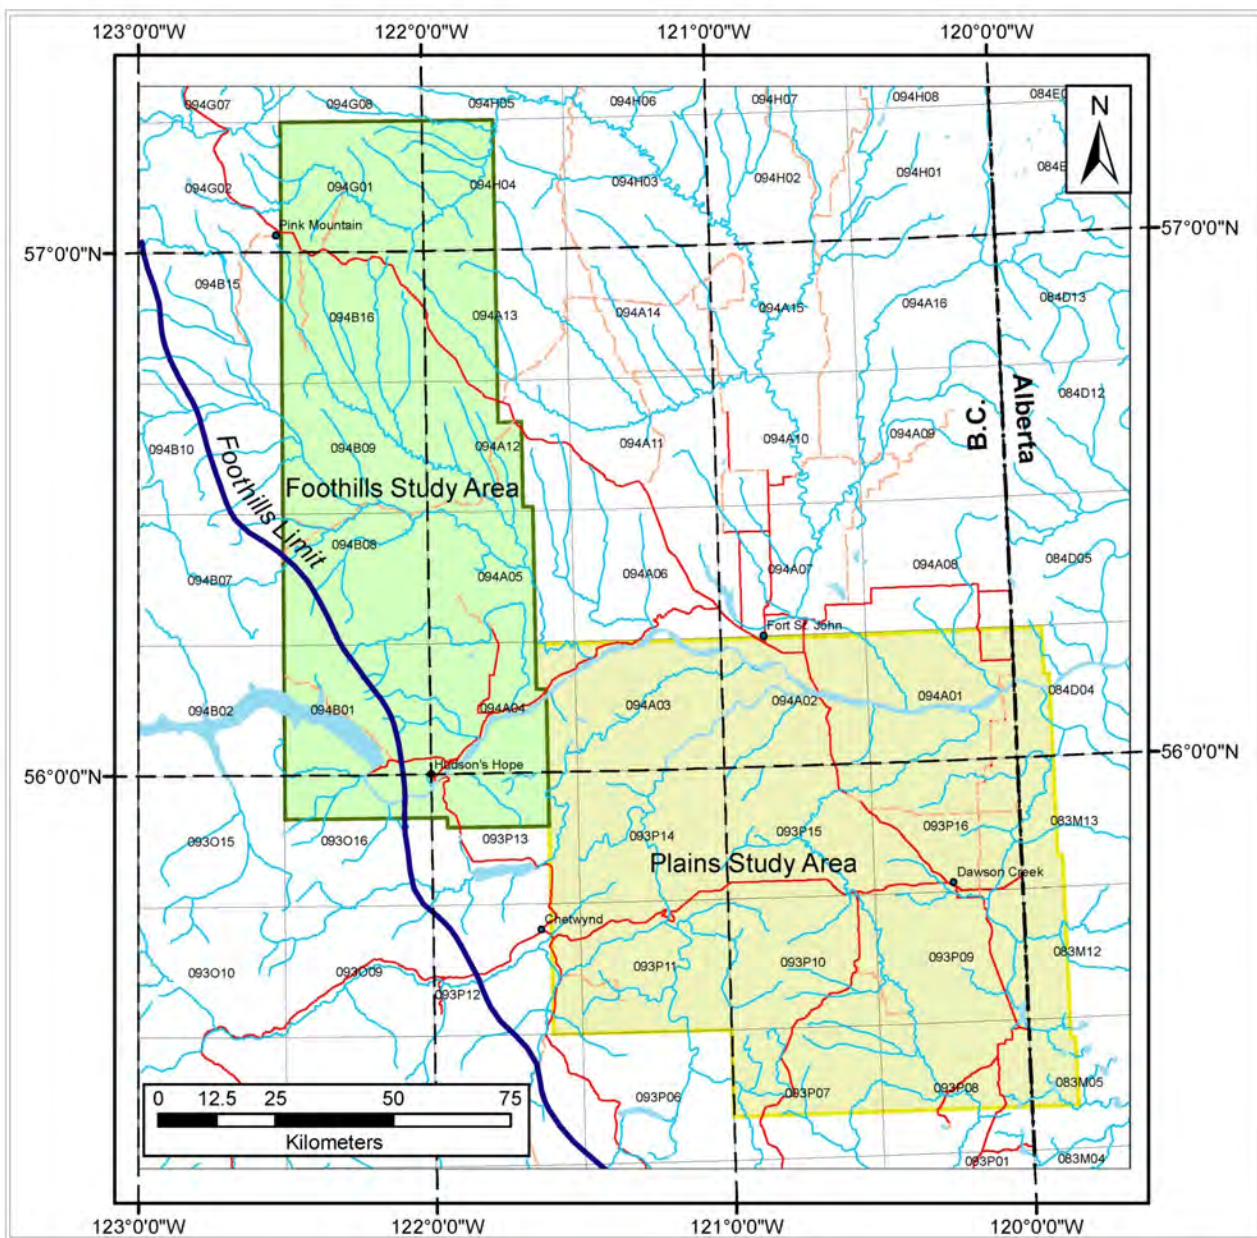 123°0'0"W 122°0'0"W 121°0'0"W 120°0'0"W
N
094G07 094G08 094H05 094H06 094H07 094H08
094G02 094G01 094H04 094H03 094H02 094H01
Pink Mountain
57°0'0"N 57°0'0"N
094B15 094B16 094A13 094A14 094A15 094A16 084D13
B.C.
Alberta
084D12
094B10 094B09 094A12 094A11 094A10 094A09
Foothills Limit
Foothills Study Area
094B07 094B08 094A05 094A06 094A07 094A08 084D05
Fort St. John
094B02 094B01 094A04 094A03 094A02 094A01 084D04
Hudson's Hope
56°0'0"N 56°0'0"N
093O15 093O16 093P13 093P14 093P15 093P16 083M13
Plains Study Area
Dawson Creek
Chetwynd
093O10 093O09 093P12 093P11 093P10 093P09 083M12
093P06 093P07 093P08 083M05
0 12.5 25 50 75
Kilometers
093P01 083M04
123°0'0"W 122°0'0"W 121°0'0"W 120°0'0"W